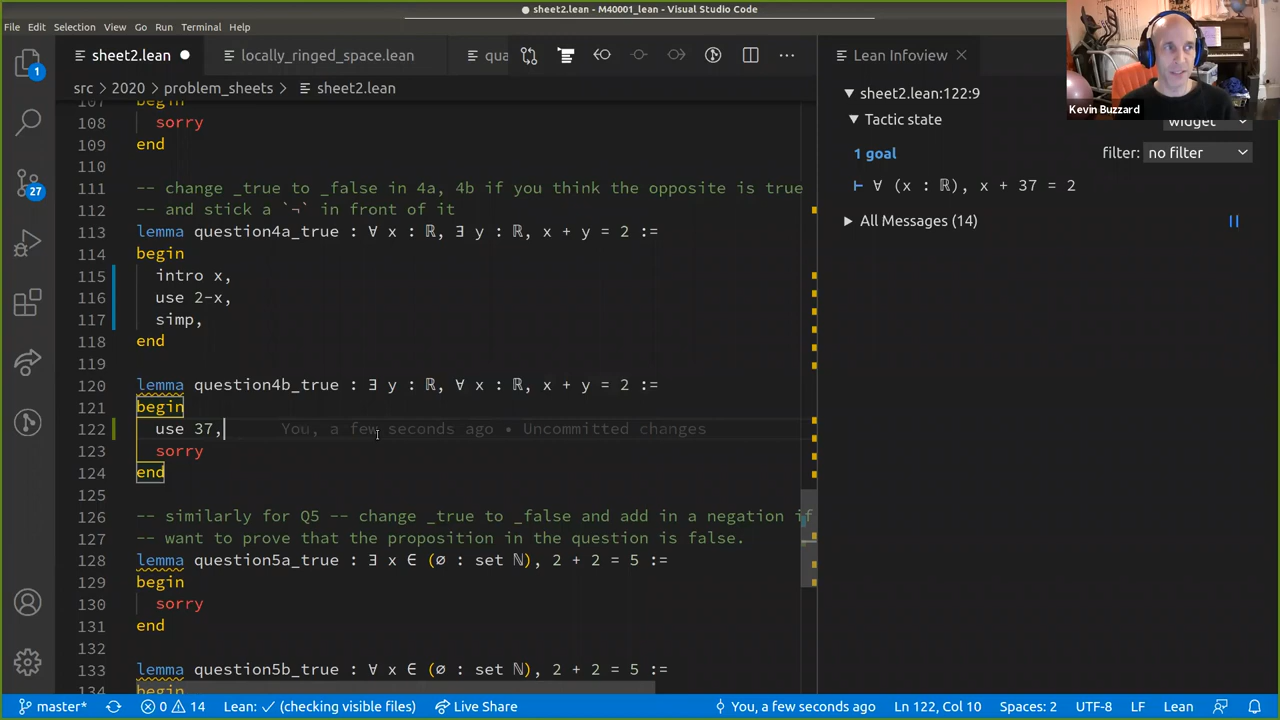 sheet2.lean - M40001_lean - Visual Studio Code
File Edit Selection View Go Run Terminal Help
sheet2.lean
locally_ringed_space.lean
qua
Lean Infoview
Kevin Buzzard
src > 2020 > problem_sheets > sheet2.lean
sheet2.lean:122:9
Tactic state
widget
1 goal
filter: no filter
⊢ ∀ (x : ℝ), x + 37 = 2
All Messages (14)
1
27
107 begin
108 sorry
109 end
110
111 -- change _true to _false in 4a, 4b if you think the opposite is true
112 -- and stick a `¬` in front of it
113 lemma question4a_true : ∀ x : ℝ, ∃ y : ℝ, x + y = 2 :=
114 begin
115 intro x,
116 use 2-x,
117 simp,
118 end
119
120 lemma question4b_true : ∃ y : ℝ, ∀ x : ℝ, x + y = 2 :=
121 begin
122 use 37, You, a few seconds ago • Uncommitted changes
123 sorry
124 end
125
126 -- similarly for Q5 -- change _true to _false and add in a negation if
127 -- want to prove that the proposition in the question is false.
128 lemma question5a_true : ∃ x ∈ (∅ : set ℕ), 2 + 2 = 5 :=
129 begin
130 sorry
131 end
132
133 lemma question5b_true : ∀ x ∈ (∅ : set ℕ), 2 + 2 = 5 :=
134 begin
master* 0 14 Lean: ✓ (checking visible files) Live Share You, a few seconds ago Ln 122, Col 10 Spaces: 2 UTF-8 LF Lean